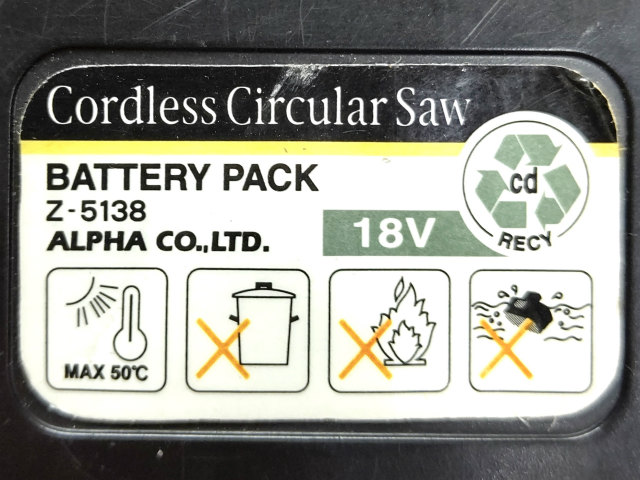 Cordless Circular Saw
BATTERY PACK
Z-5138
ALPHA CO.,LTD.
18V
cd
RECY
MAX 50℃